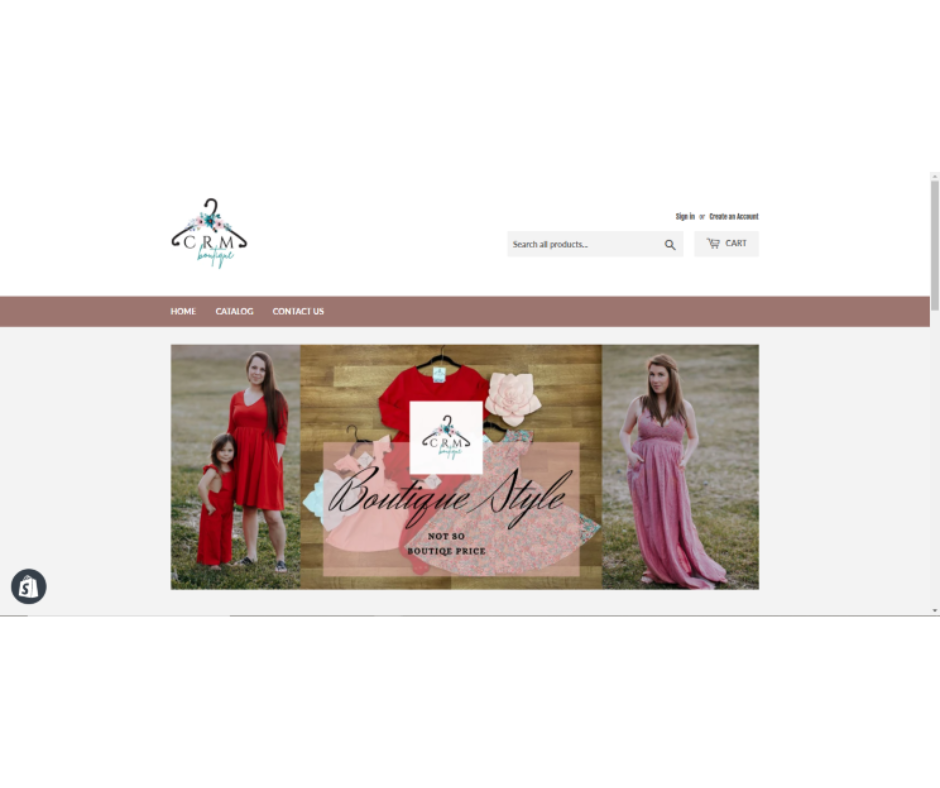 C R M
boutique
Sign in or Create an Account
Search all products...
CART
HOME
CATALOG
CONTACT US
C R M
boutique
Boutique Style
NOT SO
BOUTIQE PRICE